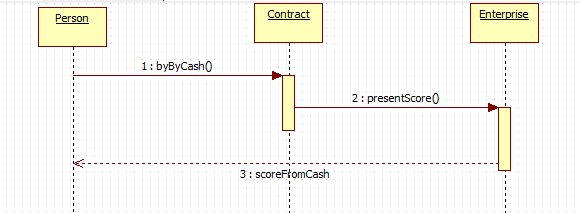 Person
Contract
Enterprise
1 : byByCash()
2 : presentScore()
3 : scoreFromCash